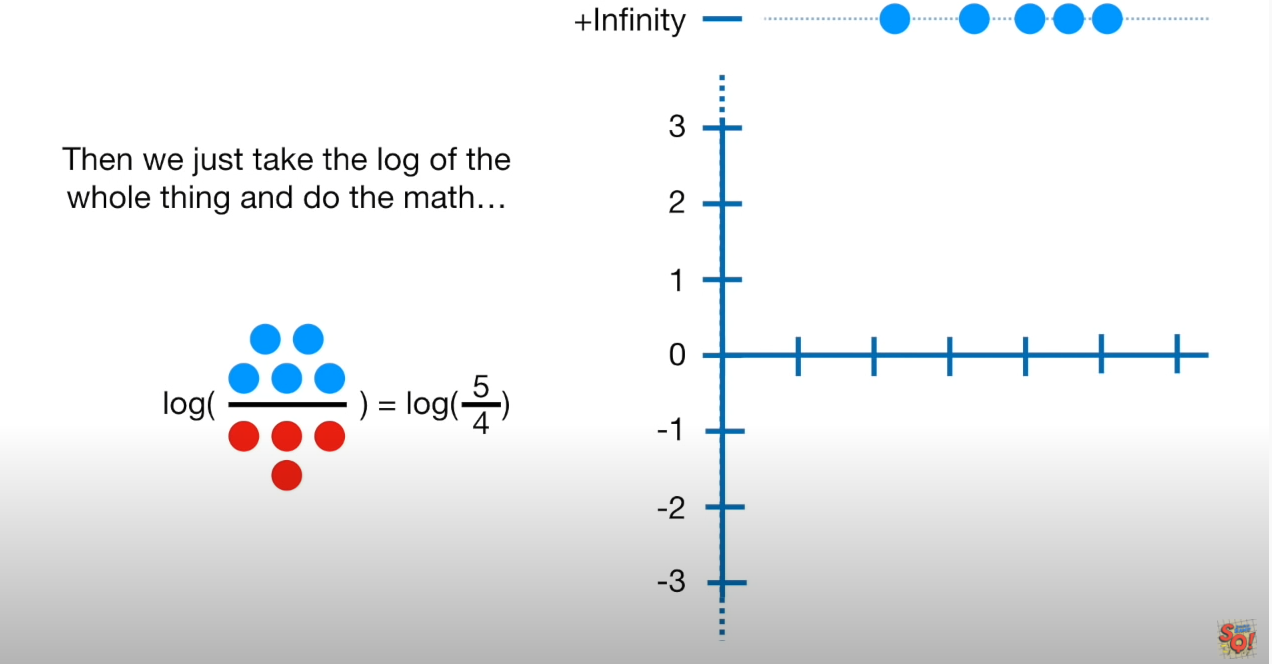 +Infinity
3
Then we just take the log of the
whole thing and do the math...
2
1
0
log( ) = log(5/4)
-1
-2
-3
SO!